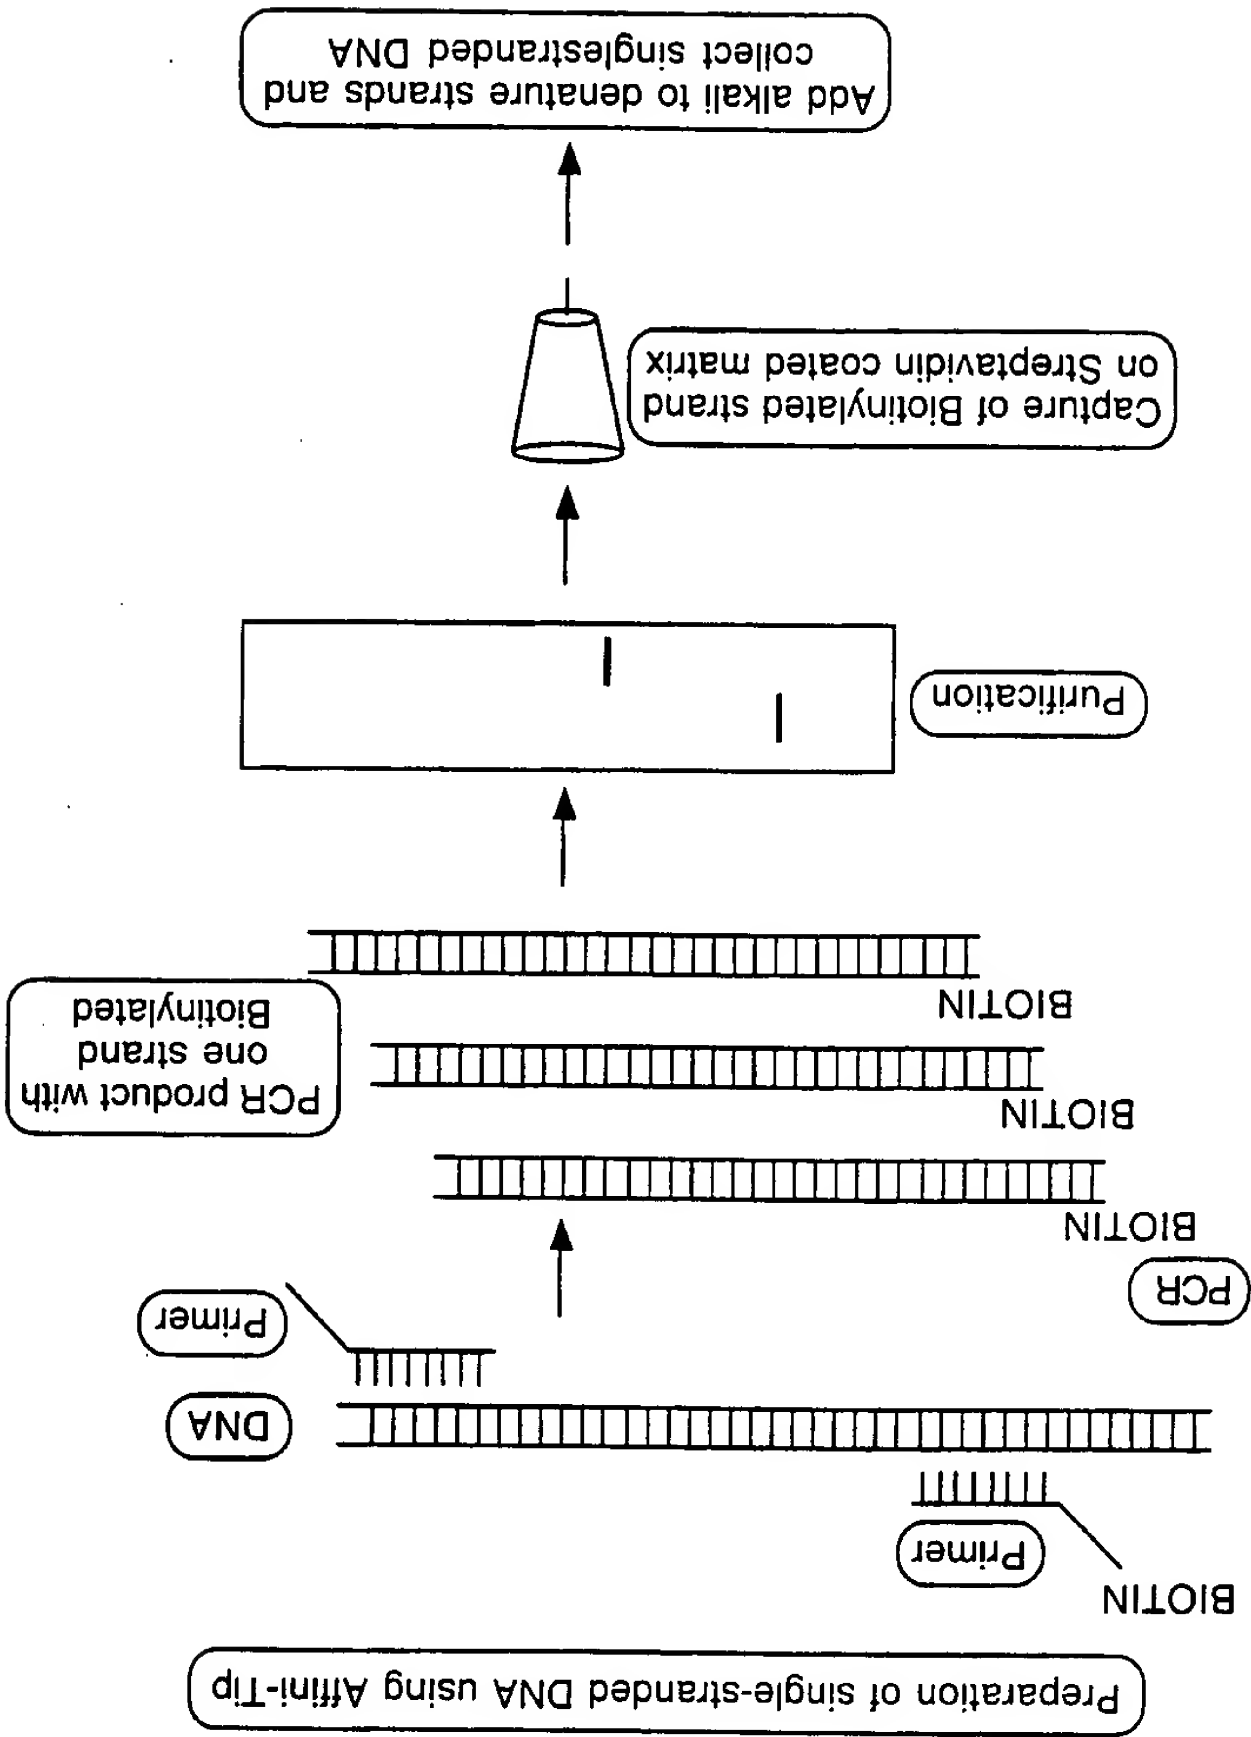 Preparation of single-stranded DNA using Affini-Tip
BIOTIN
Primer
DNA
Primer
PCR
BIOTIN
BIOTIN
BIOTIN
PCR product with
one strand
Biotinylated
Purification
Capture of Biotinylated strand
on Streptavidin coated matrix
Add alkali to denature strands and
collect singlestranded DNA